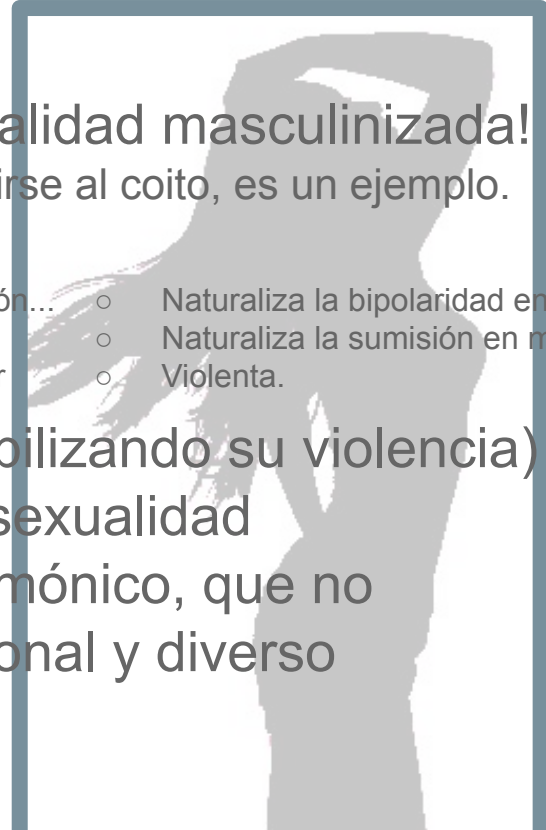 alidad masculinizada!
irse al coito, es un ejemplo.
ón... ○ Naturaliza la bipolaridad en
○ Naturaliza la sumisión en m
r ○ Violenta.
bilizando su violencia)
sexualidad
mónico, que no
onal y diverso